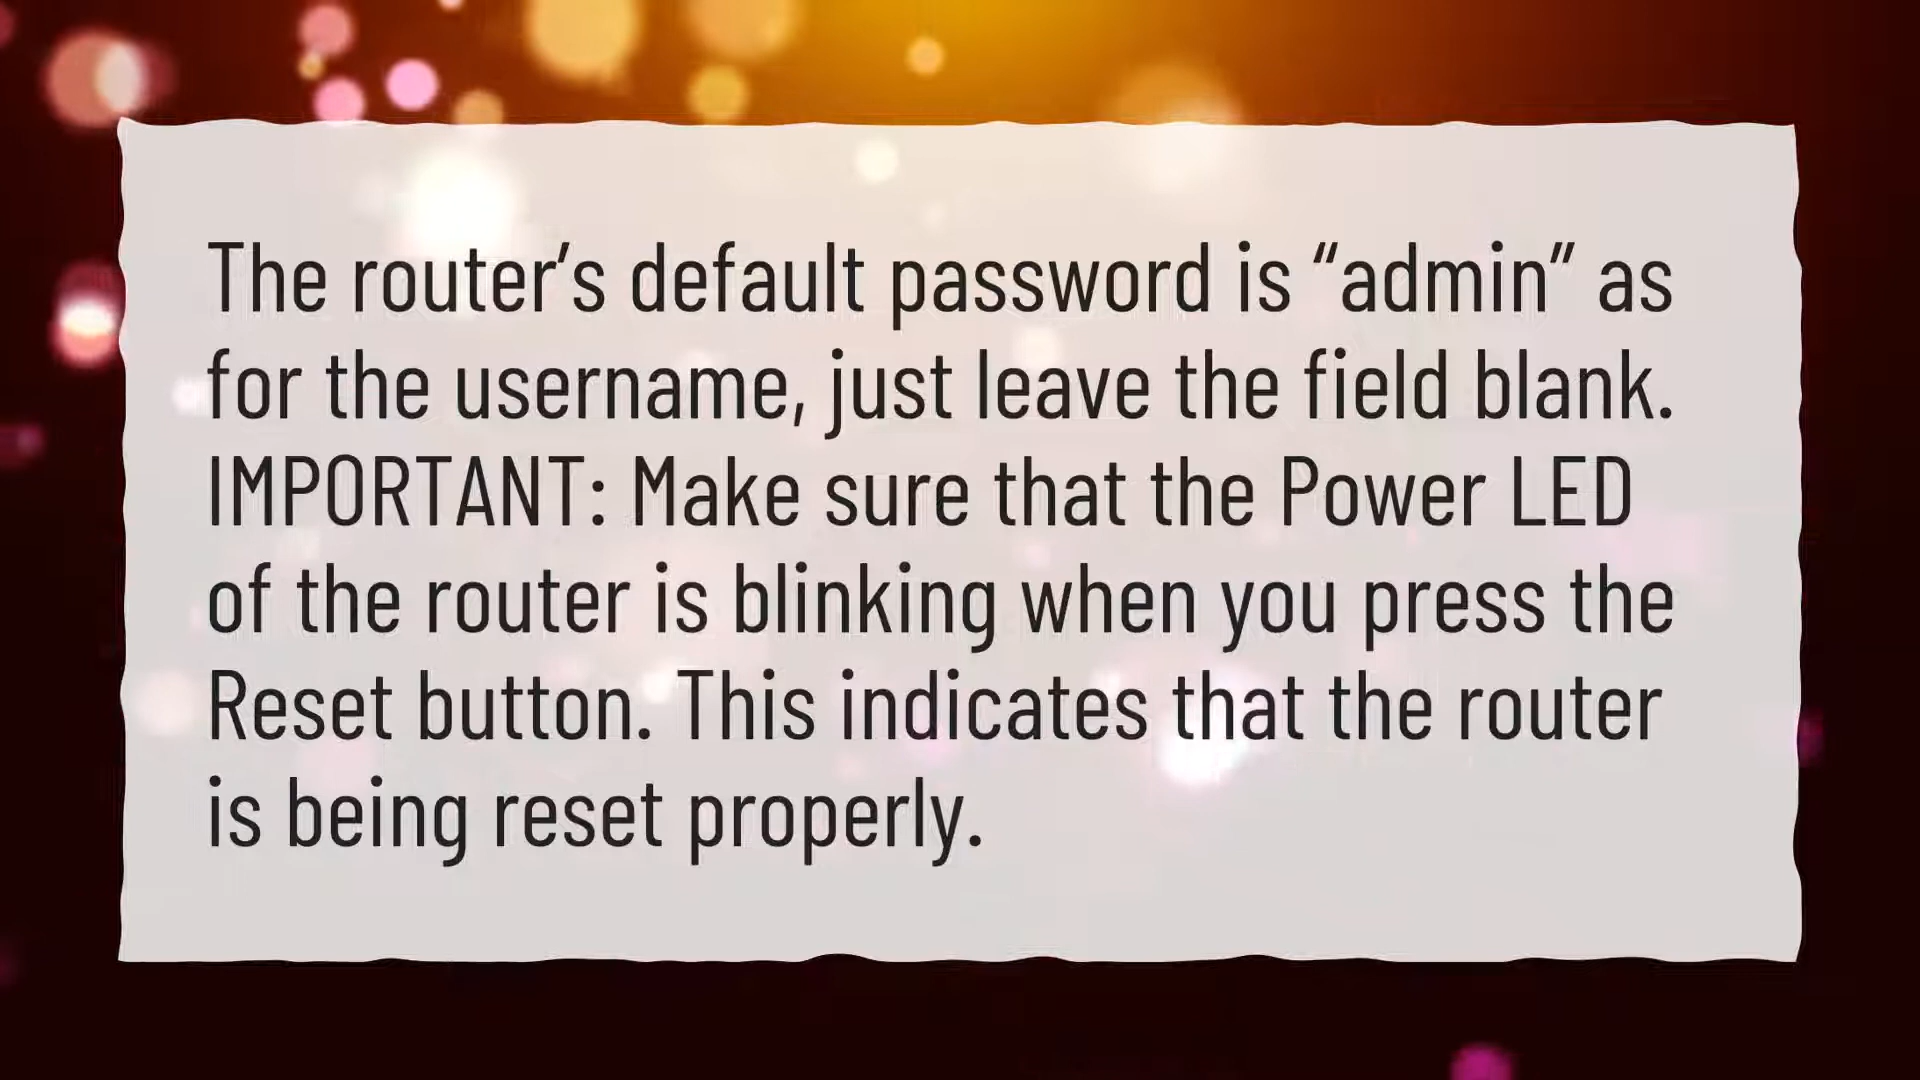 The router’s default password is “admin” as
for the username, just leave the field blank.
IMPORTANT: Make sure that the Power LED
of the router is blinking when you press the
Reset button. This indicates that the router
is being reset properly.